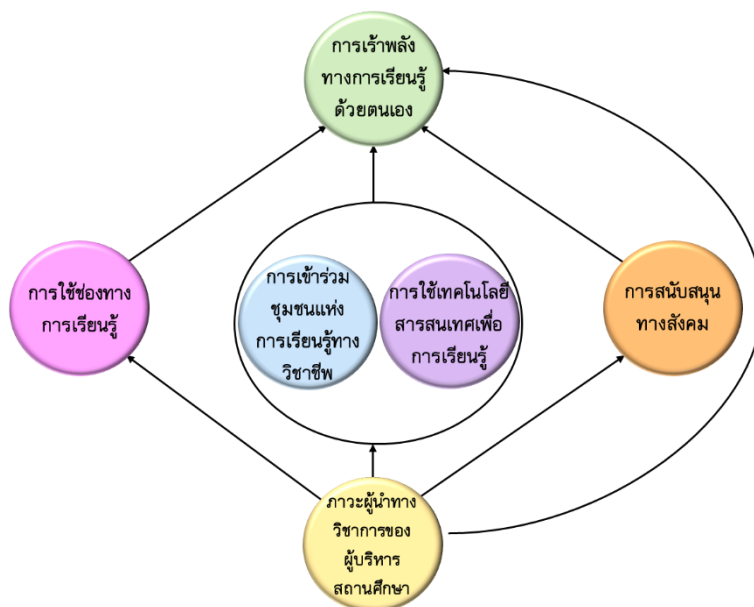 การเร้าพลัง
ทางการเรียนรู้
ด้วยตนเอง
การใช้ช่องทาง
การเรียนรู้
การเข้าร่วม
ชุมชนแห่ง
การเรียนรู้ทาง
วิชาชีพ
การใช้เทคโนโลยี
สารสนเทศเพื่อ
การเรียนรู้
การสนับสนุน
ทางสังคม
ภาวะผู้นำทาง
วิชาการของ
ผู้บริหาร
สถานศึกษา